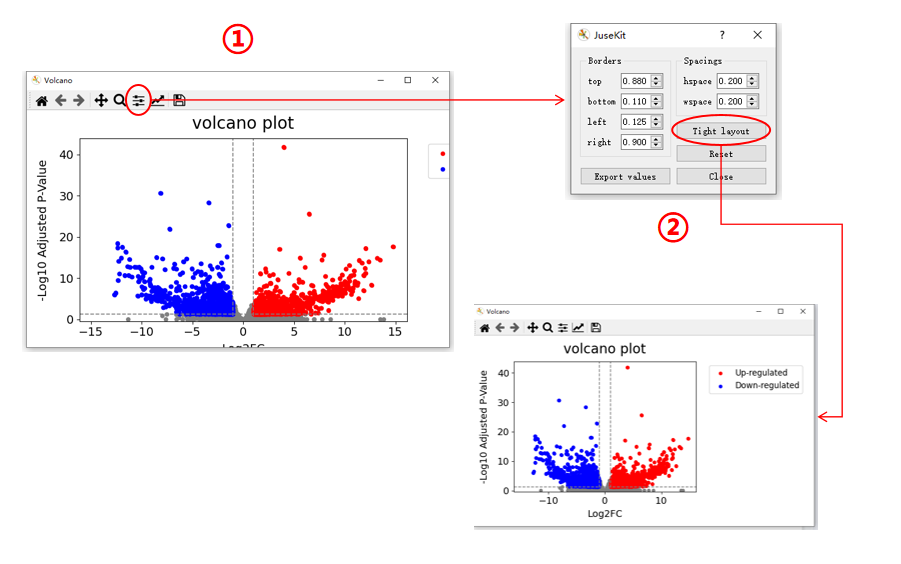 ①
Volcano
volcano plot
40
30
20
10
0
-Log10 Adjusted P-Value
−15 −10 −5 0 5 10 15
Log2FC
JuseKit ?
Borders Spacings
top 0.880 hspace 0.200
bottom 0.110 wspace 0.200
left 0.125 Tight layout
right 0.900 Reset
Export values Close
②
Volcano
volcano plot
Up-regulated
Down-regulated
40
30
20
10
0
-Log10 Adjusted P-Value
−10 0 10
Log2FC